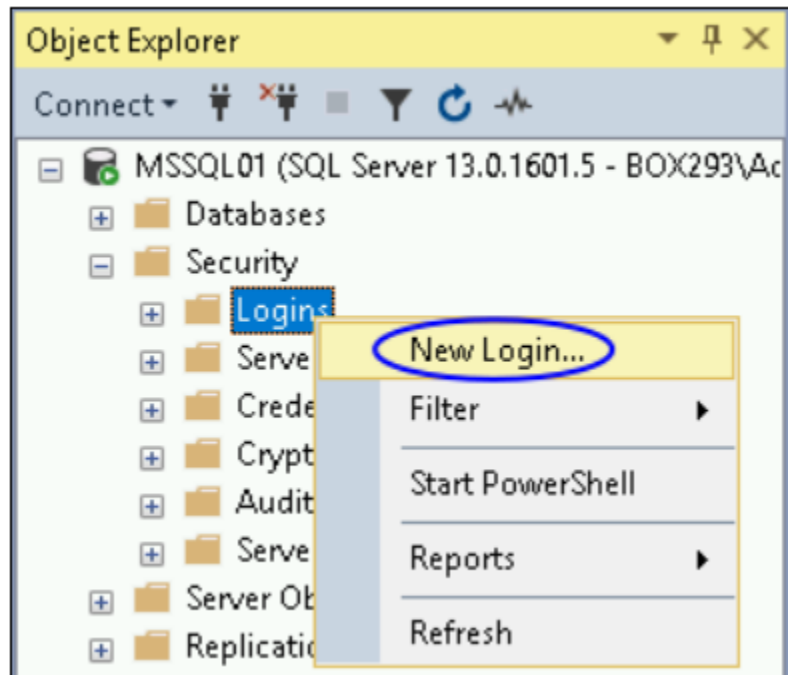 Object Explorer
Connect
MSSQL01 (SQL Server 13.0.1601.5 - BOX293\Ac
Databases
Security
Logins
New Login...
Serve
Filter
Crede
Crypt
Start PowerShell
Audit
Serve
Reports
Server Ob
Refresh
Replicatio